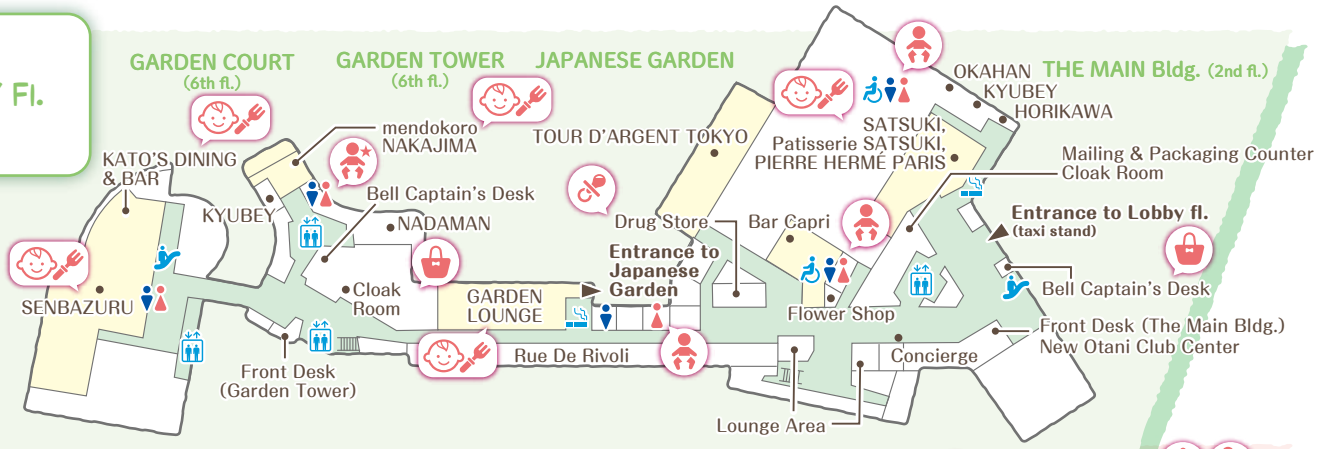 Fl.
GARDEN COURT
(6th fl.)
GARDEN TOWER
(6th fl.)
JAPANESE GARDEN
THE MAIN Bldg. (2nd fl.)
mendokoro
NAKAJIMA
KATO'S DINING
& BAR
KYUBEY
Bell Captain's Desk
NADAMAN
SENBAZURU
Cloak
Room
GARDEN
LOUNGE
Front Desk
(Garden Tower)
Rue De Rivoli
TOUR D'ARGENT TOKYO
Drug Store
Entrance to
Japanese
Garden
Bar Capri
OKAHAN
KYUBEY
HORIKAWA
SATSUKI,
Patisserie SATSUKI,
PIERRE HERMÉ PARIS
Mailing & Packaging Counter
Cloak Room
Entrance to Lobby fl.
(taxi stand)
Bell Captain's Desk
Flower Shop
Front Desk (The Main Bldg.)
New Otani Club Center
Concierge
Lounge Area